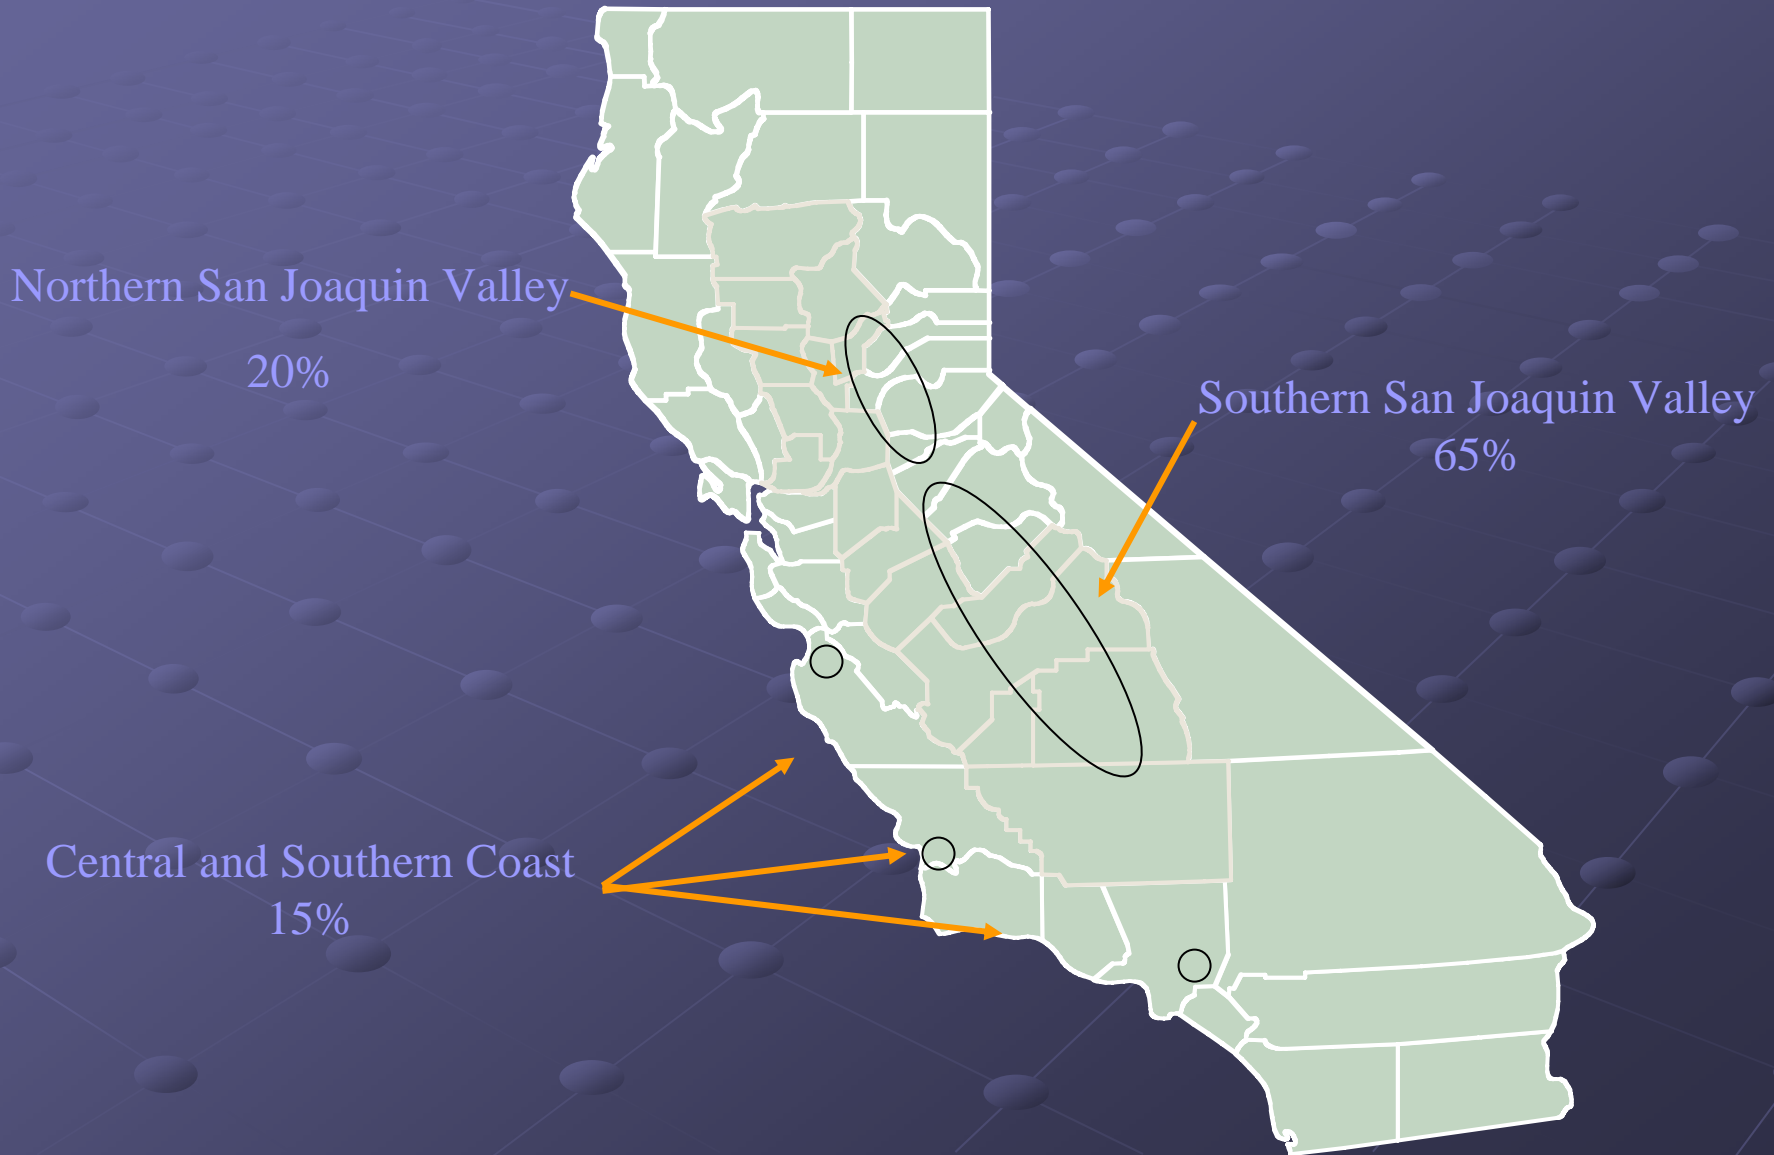 Northern San Joaquin Valley
20%
Southern San Joaquin Valley
65%
Central and Southern Coast
15%